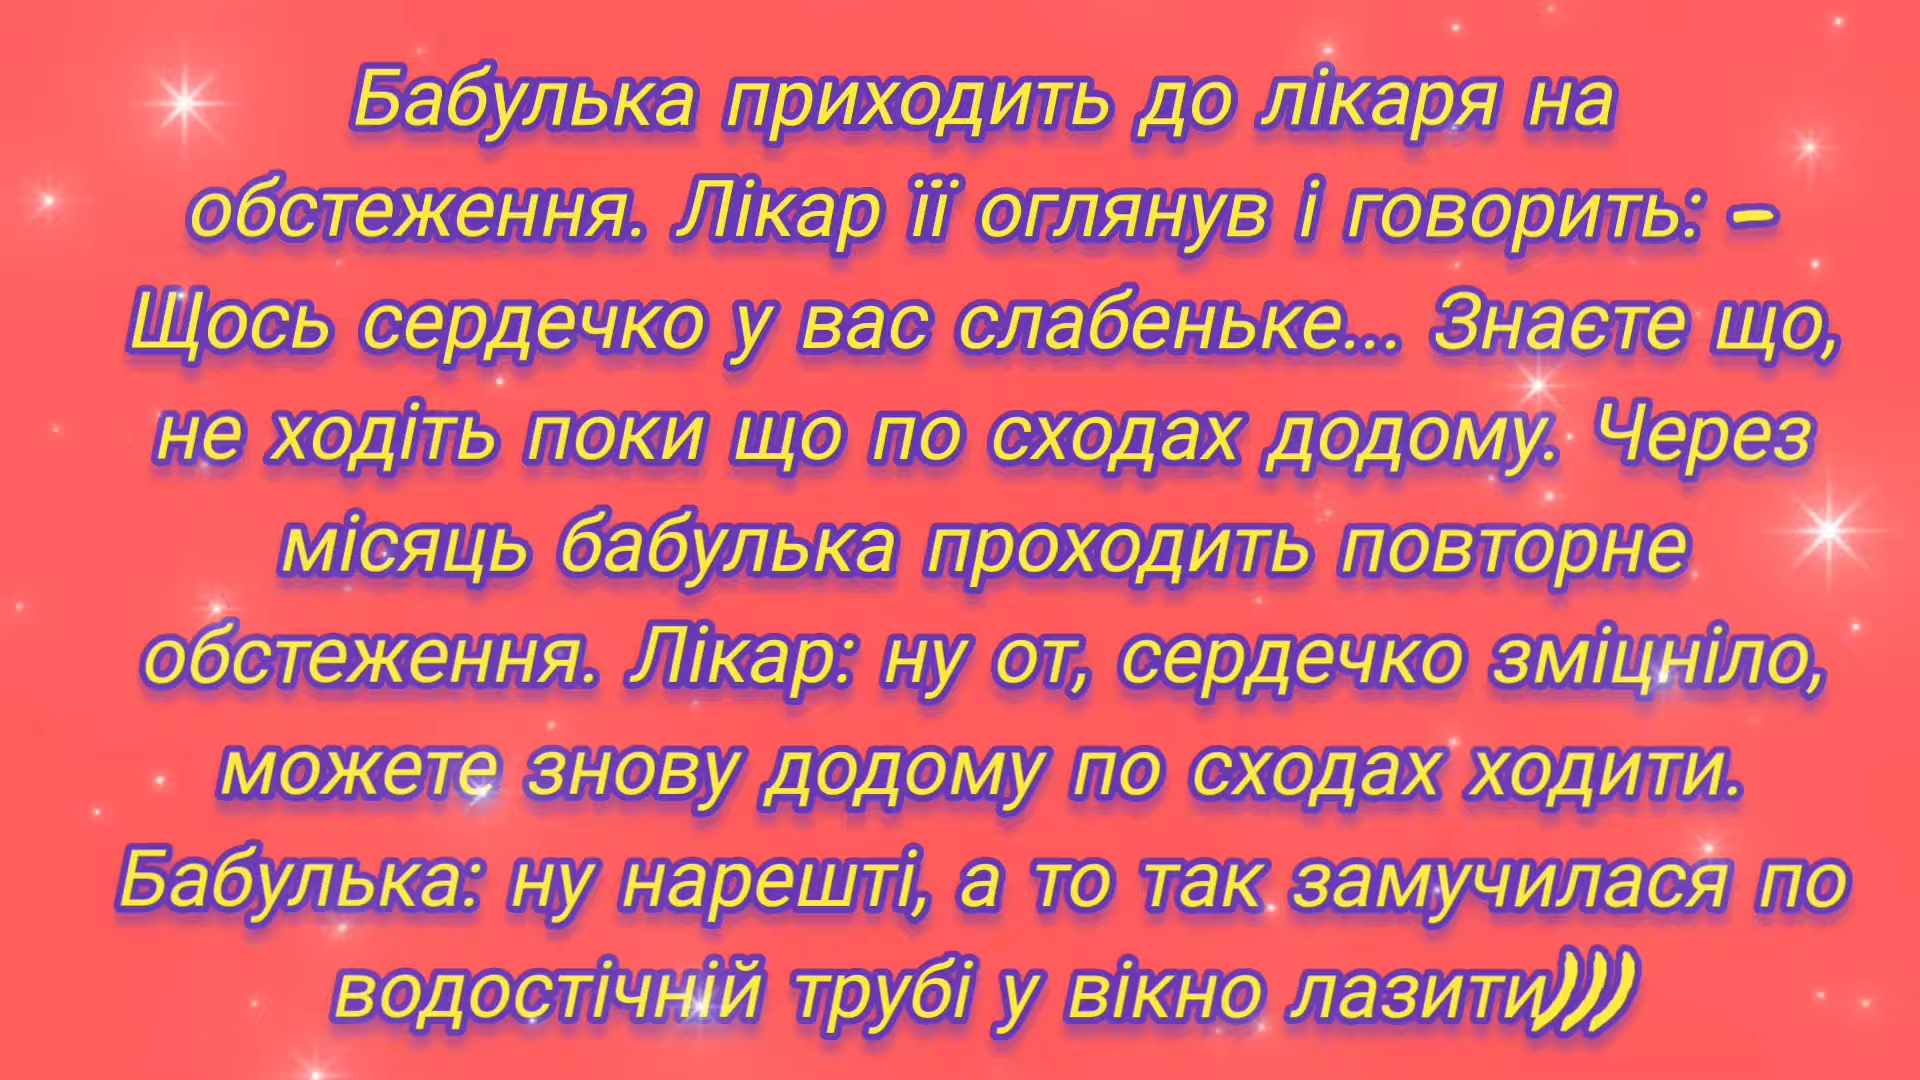 Бабулька приходить до лікаря на
обстеження. Лікар її оглянув і говорить: –
Щось сердечко у вас слабеньке... Знаєте що,
не ходіть поки що по сходах додому. Через
місяць бабулька проходить повторне
обстеження. Лікар: ну от, сердечко зміцніло,
можете знову додому по сходах ходити.
Бабулька: ну нарешті, а то так замучилася по
водостічній трубі у вікно лазити)))